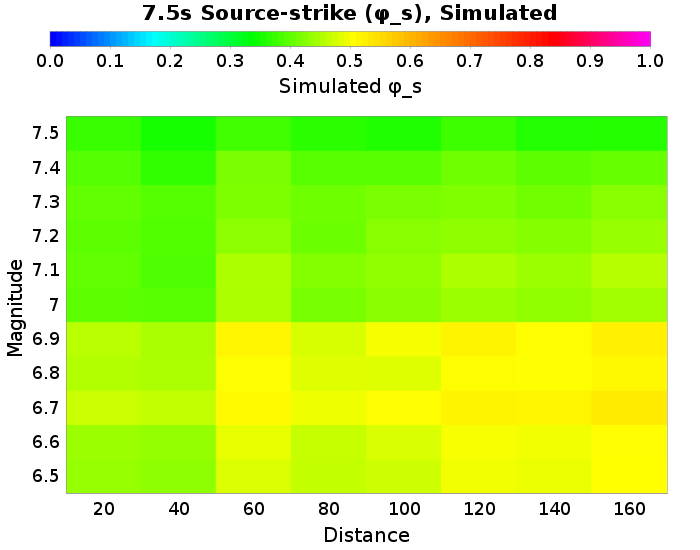 7.5s Source-strike (φ_s), Simulated
0.0 0.1 0.2 0.3 0.4 0.5 0.6 0.7 0.8 0.9 1.0
Simulated φ_s
7.5
7.4
7.3
7.2
7.1
7
6.9
6.8
6.7
6.6
6.5
Magnitude
20 40 60 80 100 120 140 160
Distance